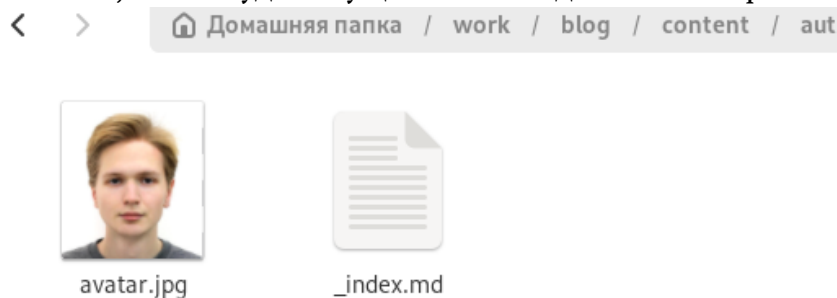 Домашняя папка / work / blog / content / aut
avatar.jpg
_index.md